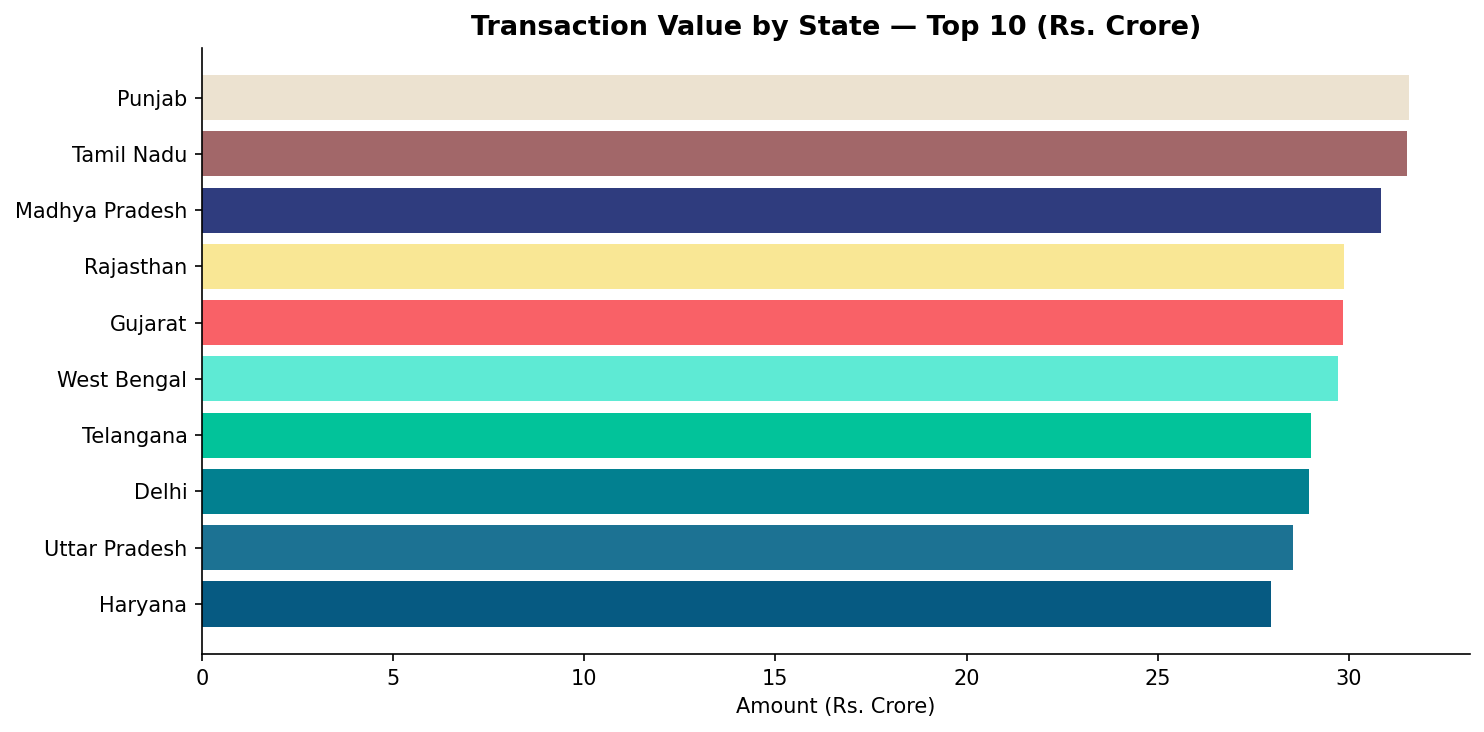 Transaction Value by State — Top 10 (Rs. Crore)
Punjab
Tamil Nadu
Madhya Pradesh
Rajasthan
Gujarat
West Bengal
Telangana
Delhi
Uttar Pradesh
Haryana
0 5 10 15 20 25 30
Amount (Rs. Crore)